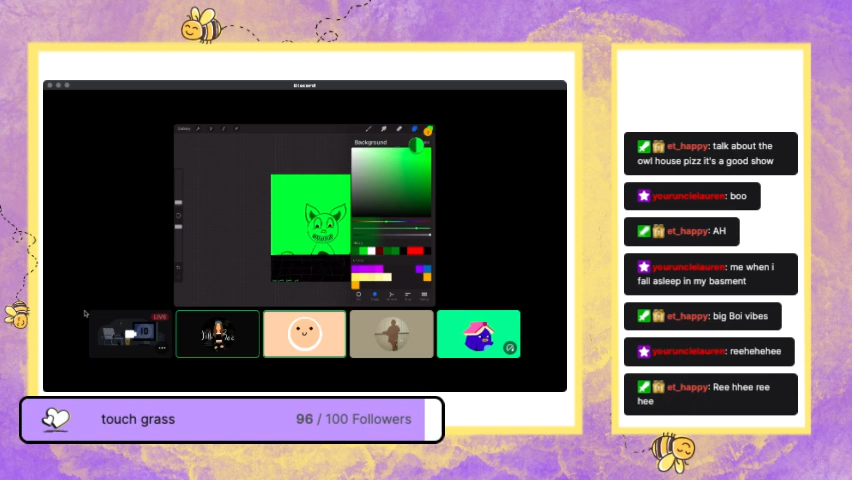 Discord
Gallery
Background
LIVE
touch grass
96 / 100 Followers
et_happy: talk about the
owl house pizz it's a good show
youruncielauren: boo
et_happy: AH
youruncielauren: me when i
fall asleep in my basment
et_happy: big Boi vibes
youruncielauren: reehehehee
et_happy: Ree hhee ree
hee